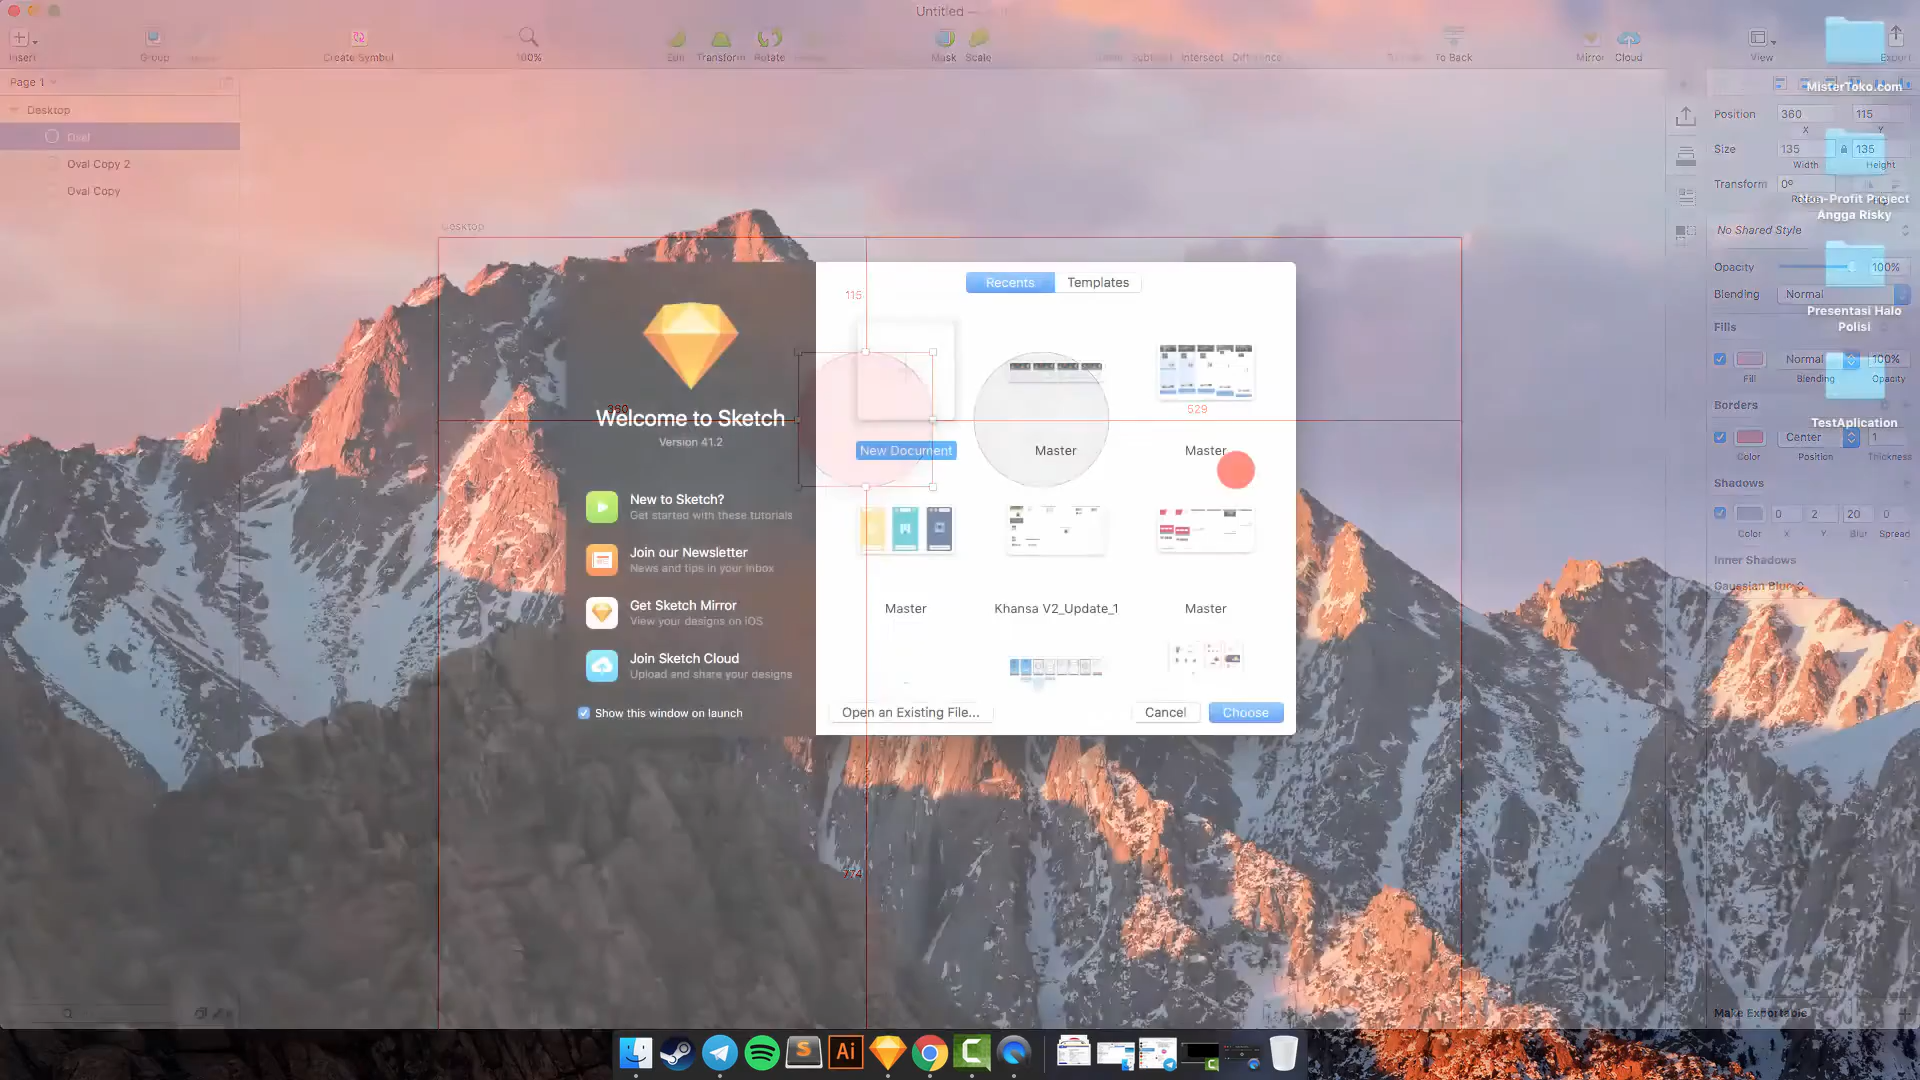 Untitled —
Insert
Group
Create Symbol
100%
Edit
Transform
Rotate
Mask
Scale
Intersect
Difference
To Back
Mirror
Cloud
View
Export
Page 1
Desktop
Oval
Oval Copy 2
Oval Copy
Desktop
115
360
529
774
Welcome to Sketch
Version 41.2
New to Sketch?
Get started with these tutorials
Join our Newsletter
News and tips in your inbox
Get Sketch Mirror
View your designs on iOS
Join Sketch Cloud
Upload and share your designs
Show this window on launch
Recents
Templates
New Document
Master
Master
Master
Khansa V2_Update_1
Master
Open an Existing File...
Cancel
Choose
MisterToko.com
Non-Profit Project
Angga Risky
Presentasi Halo
Polisi
TestAplication
Position
360
115
X
Y
Size
135
135
Width
Height
Transform
0º
No Shared Style
Opacity
100%
Blending
Normal
Fills
Normal
100%
Fill
Blending
Opacity
Borders
Center
1
Color
Position
Thickness
Shadows
0
2
20
0
Color
X
Y
Blur
Spread
Inner Shadows
Gaussian Blur
Make Exportable
S
Ai